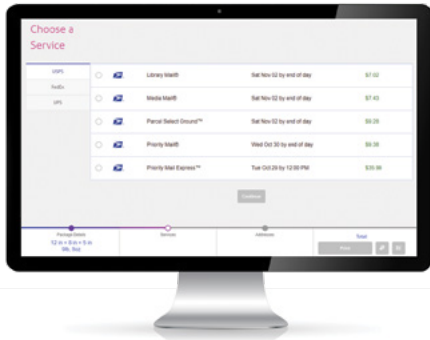 Choose a
Service
USPS
FedEx
UPS
Library Mail® Sat Nov 02 by end of day $7.02
Media Mail® Sat Nov 02 by end of day $7.43
Parcel Select Ground™ Sat Nov 02 by end of day $9.26
Priority Mail® Wed Oct 30 by end of day $9.38
Priority Mail Express™ Tue Oct 29 by 12:00 PM
Continue
Package Details Services Addresses Total
Print